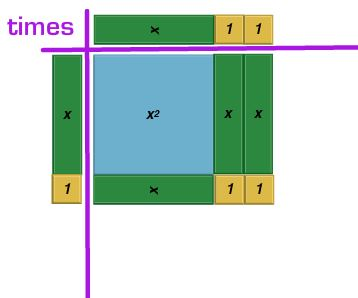 times
x 1 1
x x² x x
1 x 1 1